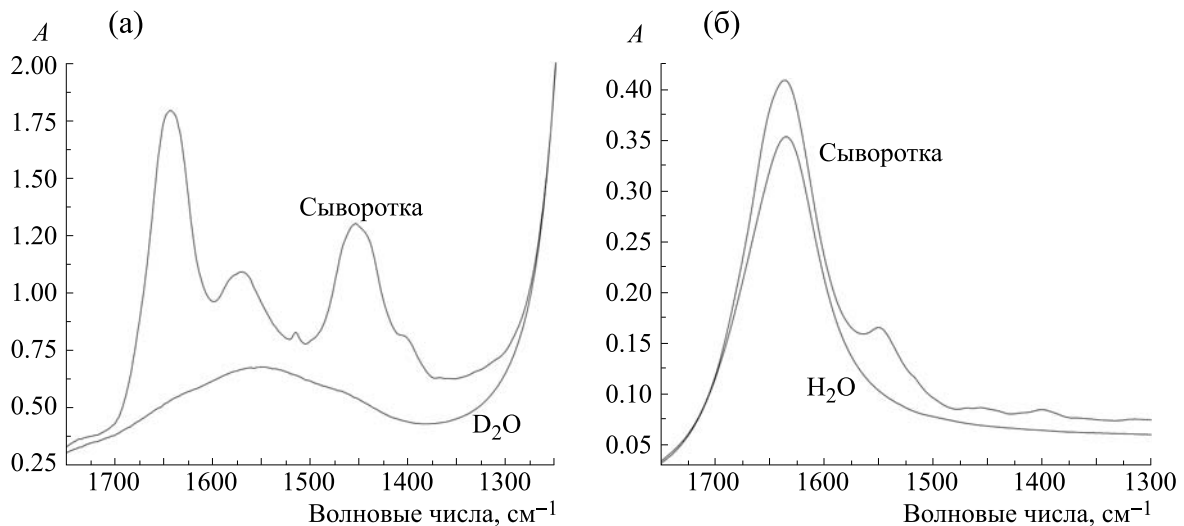 (а)
A
2.00
1.75
1.50
1.20
1.00
0.75
0.50
0.25
Сыворотка
D₂O
1700 1600 1500 1400 1300
Волновые числа, см⁻¹
(б)
A
0.40
0.35
0.30
0.25
0.20
0.15
0.10
0.05
Сыворотка
H₂O
1700 1600 1500 1400 1300
Волновые числа, см⁻¹